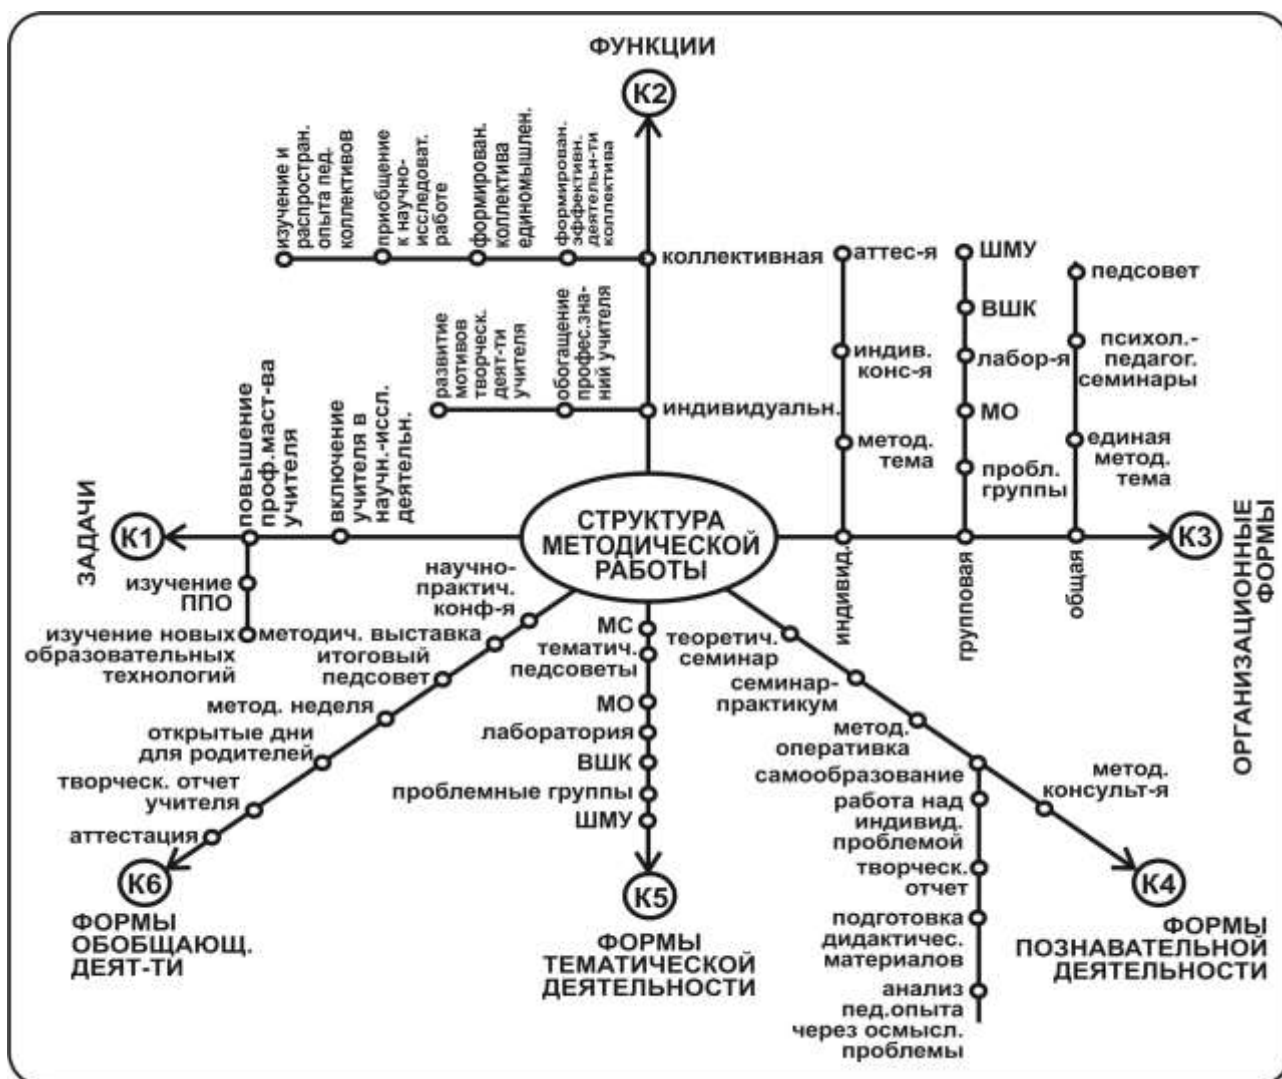 ФУНКЦИИ
К2
изучение и
распростран.
опыта пед.
коллективов
приобщение
к научно-
исследоват.
работе
формирован.
коллектива
единомышлен.
формирован.
эффективн.
деятельн-ти
коллектива
коллективная
развитие
мотивов
творческ.
деят-ти
учителя
обогащение
профес.зна-
ний учителя
индивидуальн.
аттес-я
индив.
конс-я
метод.
тема
индивид.
ШМУ
ВШК
лабор-я
МО
пробл.
группы
групповая
педсовет
психол.-
педагог.
семинары
единая
метод.
тема
общая
К3
ОРГАНИЗАЦИОННЫЕ
ФОРМЫ
ЗАДАЧИ
К1
повышение
проф.маст-ва
учителя
включение
учителя в
научн.-иссл.
деятельн.
изучение
ППО
изучение новых
образовательных
технологий
СТРУКТУРА
МЕТОДИЧЕСКОЙ
РАБОТЫ
научно-
практич.
конф-я
методич. выставка
итоговый
педсовет
метод. неделя
открытые дни
для родителей
творческ. отчет
учителя
аттестация
К6
ФОРМЫ
ОБОБЩАЮЩ.
ДЕЯТ-ТИ
МС
тематич.
педсоветы
МО
лаборатория
ВШК
проблемные группы
ШМУ
К5
ФОРМЫ
ТЕМАТИЧЕСКОЙ
ДЕЯТЕЛЬНОСТИ
теоретич.
семинар
семинар-
практикум
метод.
оперативка
самообразование
работа над
индивид.
проблемой
творческ.
отчет
подготовка
дидактичес.
материалов
анализ
пед.опыта
через осмысл.
проблемы
метод.
консульт-я
К4
ФОРМЫ
ПОЗНАВАТЕЛЬНОЙ
ДЕЯТЕЛЬНОСТИ